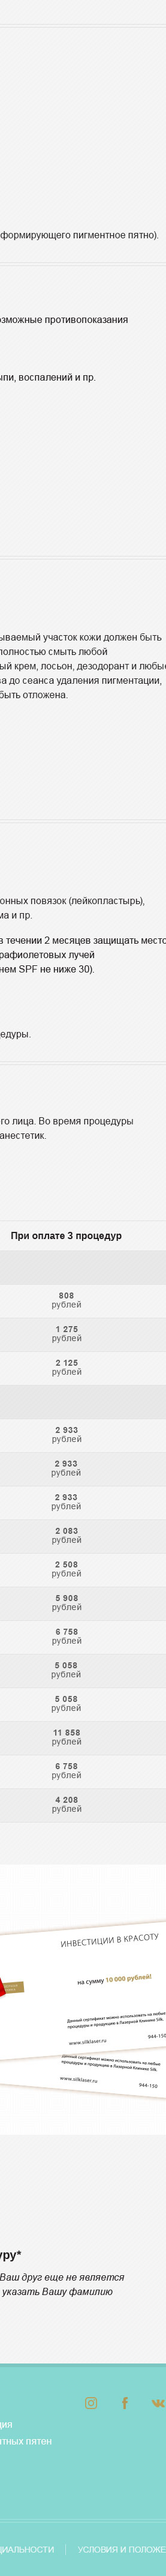 формирующего пигментное пятно).
возможные противопоказания
ыпи, воспалений и пр.
ываемый участок кожи должен быть
полностью смыть любой
ый крем, лосьон, дезодорант и любые
ва до сеанса удаления пигментации,
быть отложена.
онных повязок (лейкопластырь),
ма и пр.
в течении 2 месяцев защищать место
рафиолетовых лучей
нем SPF не ниже 30).
едуры.
го лица. Во время процедуры
анестетик.
При оплате 3 процедур
808
рублей
1 275
рублей
2 125
рублей
2 933
рублей
2 933
рублей
2 933
рублей
2 083
рублей
2 508
рублей
5 908
рублей
6 758
рублей
5 058
рублей
5 058
рублей
11 858
рублей
6 758
рублей
4 208
рублей
ИНВЕСТИЦИИ В КРАСОТУ
на сумму 10 000 рублей!
Данный сертификат можно использовать на любые
процедуры и продукцию в Лазерной Клинике Silk.
www.silklaser.ru 944-150
Данный сертификат можно использовать на любые
процедуры и продукцию в Лазерной Клинике Silk.
www.silklaser.ru 944-150
уру*
Ваш друг еще не является
указать Вашу фамилию
ция
нтных пятен
ЦИАЛЬНОСТИ
УСЛОВИЯ И ПОЛОЖЕ